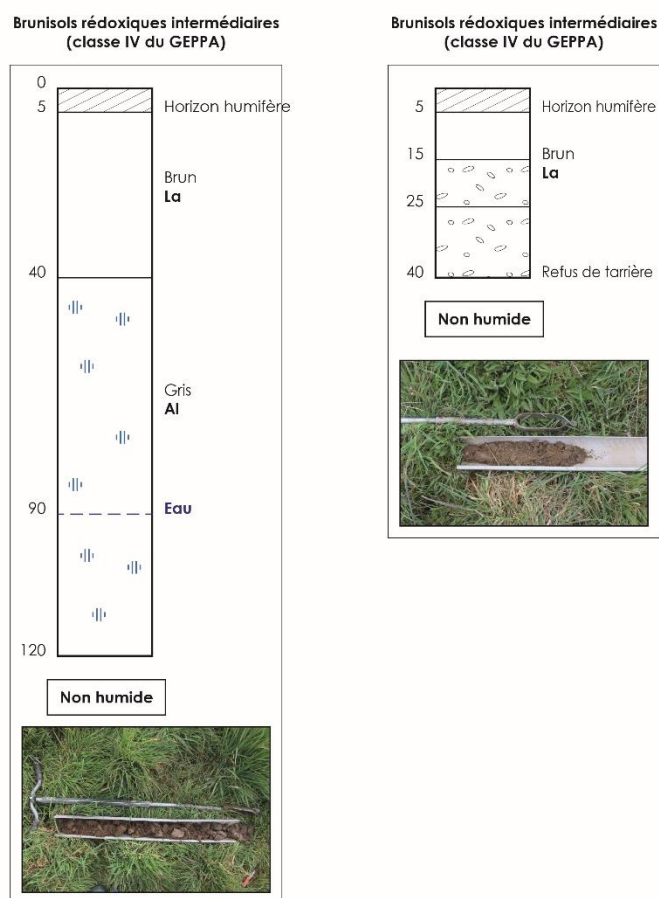 Brunisols rédoxiques intermédiaires
(classe IV du GEPPA)
0
5
Horizon humifère
Brun
La
40
Gris
Al
90
Eau
120
Non humide
Brunisols rédoxiques intermédiaires
(classe IV du GEPPA)
5
Horizon humifère
15
Brun
La
25
40
Refus de tarrière
Non humide